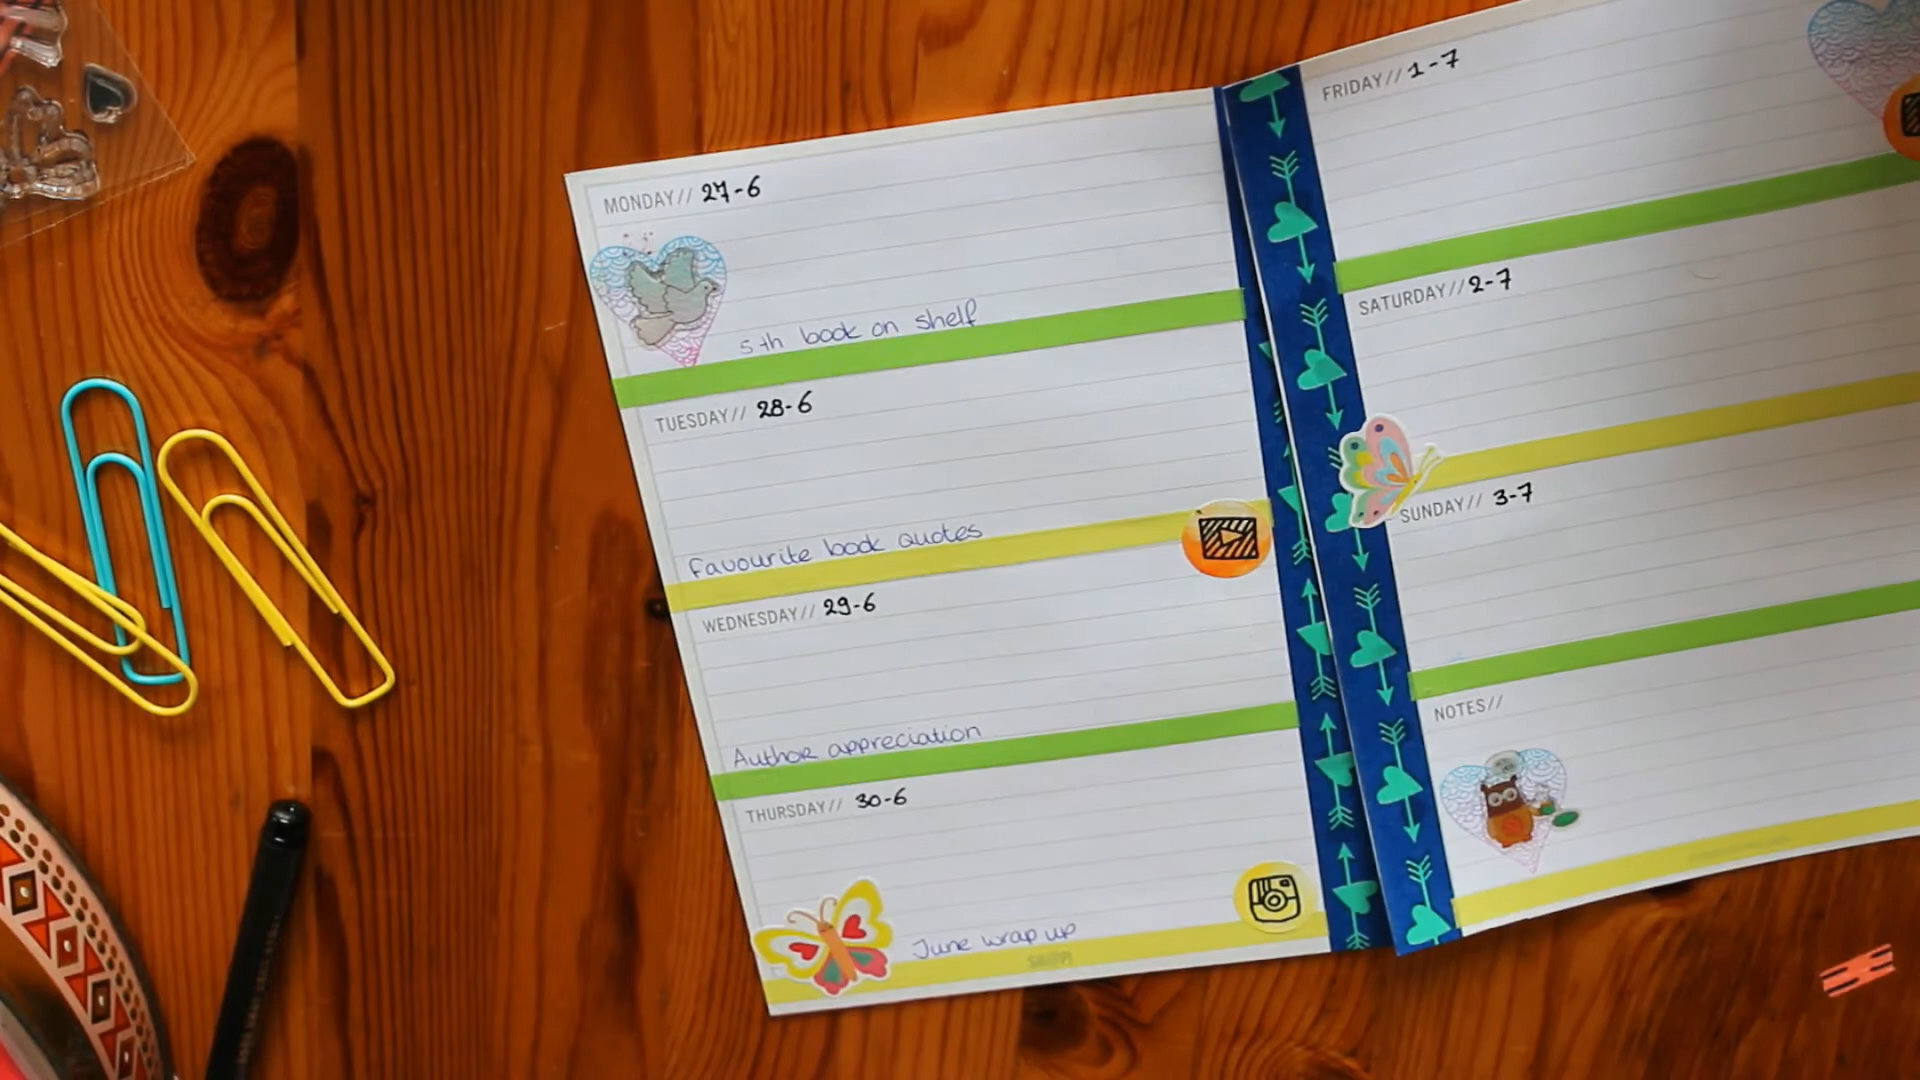 MONDAY// 27-6
5th book on shelf
TUESDAY// 28-6
favourite book quotes
WEDNESDAY// 29-6
Author appreciation
THURSDAY// 30-6
June wrap up
FRIDAY// 1-7
SATURDAY// 2-7
SUNDAY// 3-7
NOTES//